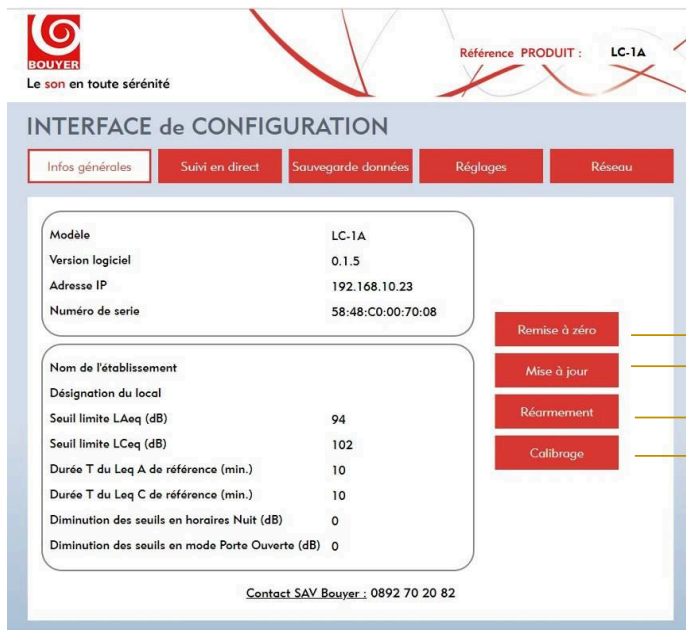 BOUYER
Le son en toute sérénité
Référence PRODUIT : LC-1A
INTERFACE de CONFIGURATION
Infos générales Suivi en direct Sauvegarde données Réglages Réseau
Modèle LC-1A
Version logiciel 0.1.5
Adresse IP 192.168.10.23
Numéro de serie 58:48:C0:00:70:08
Nom de l'établissement
Désignation du local
Seuil limite LAeq (dB) 94
Seuil limite LCeq (dB) 102
Durée T du Leq A de référence (min.) 10
Durée T du Leq C de référence (min.) 10
Diminution des seuils en horaires Nuit (dB) 0
Diminution des seuils en mode Porte Ouverte (dB) 0
Remise à zéro
Mise à jour
Réarmement
Calibrage
Contact SAV Bouyer : 0892 70 20 82